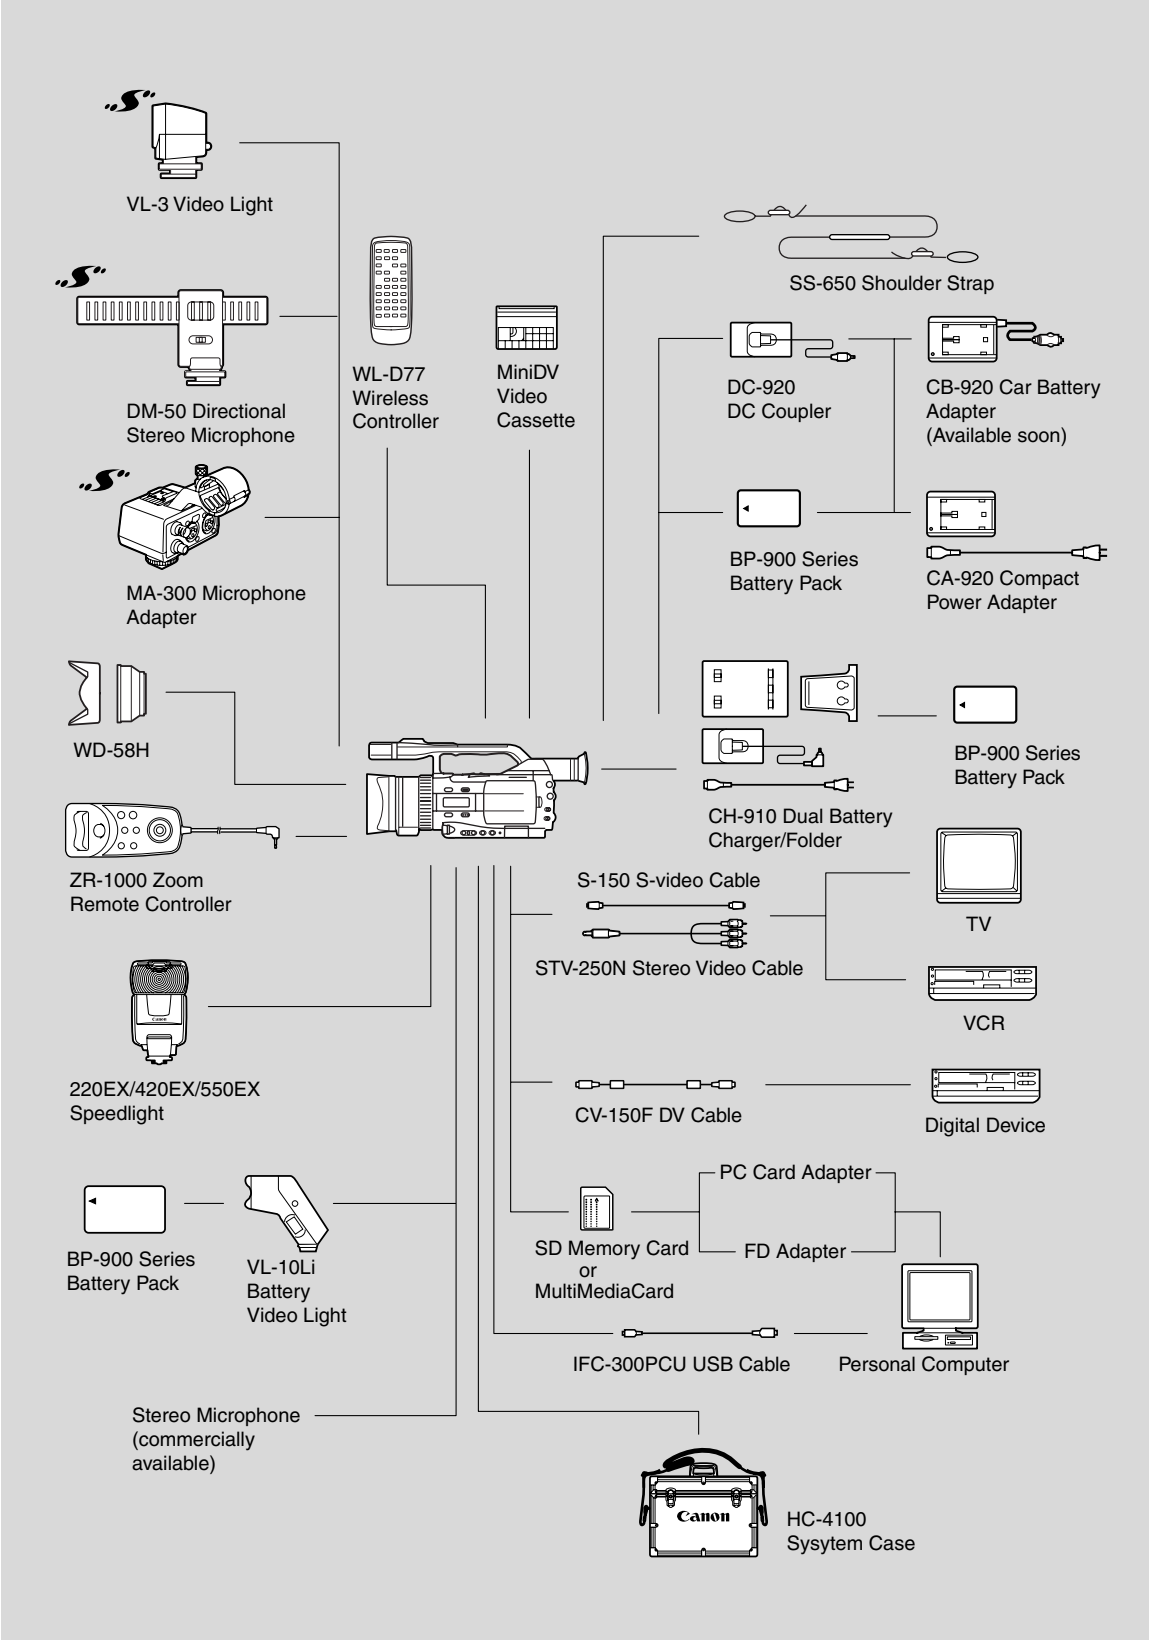 VL-3 Video Light
SS-650 Shoulder Strap
DM-50 Directional
Stereo Microphone
WL-D77
Wireless
Controller
MiniDV
Video
Cassette
DC-920
DC Coupler
CB-920 Car Battery
Adapter
(Available soon)
MA-300 Microphone
Adapter
BP-900 Series
Battery Pack
CA-920 Compact
Power Adapter
WD-58H
BP-900 Series
Battery Pack
CH-910 Dual Battery
Charger/Folder
ZR-1000 Zoom
Remote Controller
S-150 S-video Cable
STV-250N Stereo Video Cable
TV
VCR
Canon
220EX/420EX/550EX
Speedlight
CV-150F DV Cable
Digital Device
PC Card Adapter
FD Adapter
SD Memory Card
or
MultiMediaCard
BP-900 Series
Battery Pack
VL-10Li
Battery
Video Light
IFC-300PCU USB Cable
Personal Computer
Stereo Microphone
(commercially
available)
Canon
HC-4100
Sysytem Case